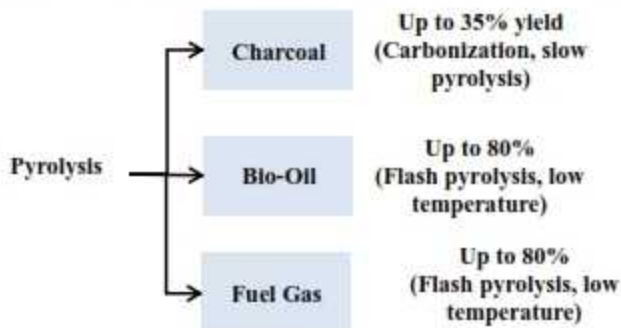 Pyrolysis
Charcoal
Up to 35% yield
(Carbonization, slow
pyrolysis)
Bio-Oil
Up to 80%
(Flash pyrolysis, low
temperature)
Fuel Gas
Up to 80%
(Flash pyrolysis, low
temperature)